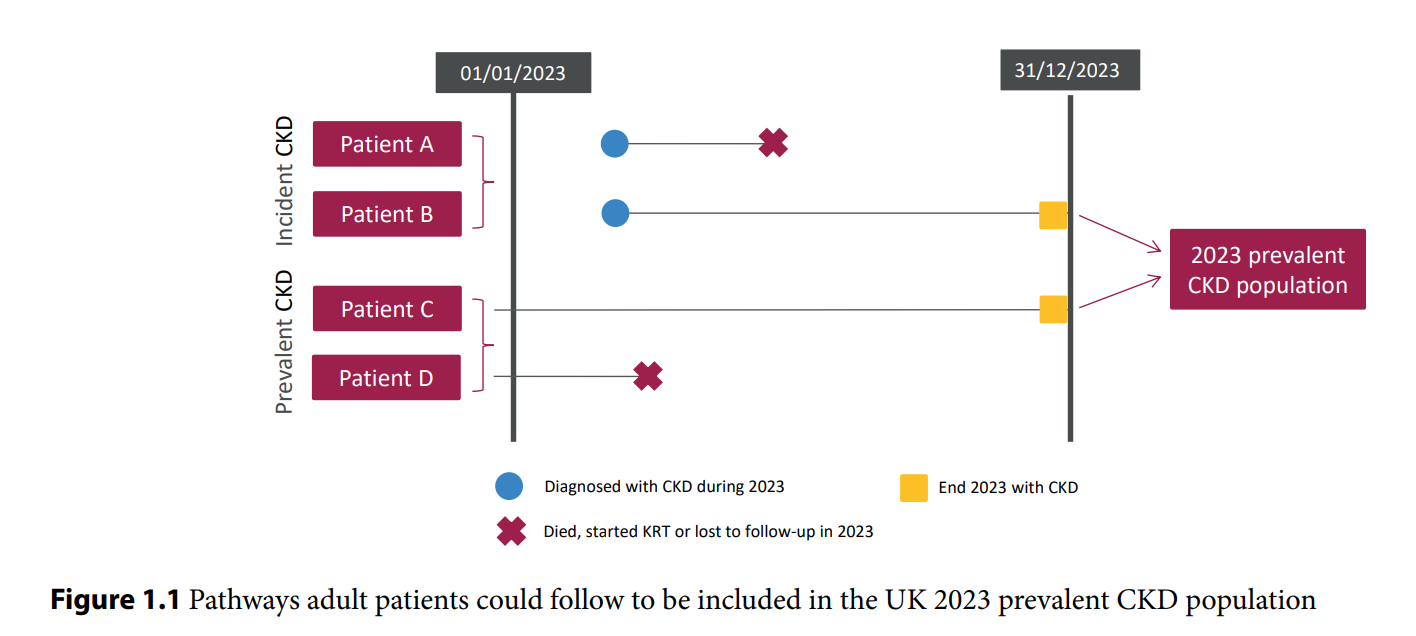 01/01/2023
31/12/2023
Incident CKD
Patient A
Patient B
2023 prevalent
CKD population
Prevalent CKD
Patient C
Patient D
Diagnosed with CKD during 2023
End 2023 with CKD
Died, started KRT or lost to follow-up in 2023
Figure 1.1 Pathways adult patients could follow to be included in the UK 2023 prevalent CKD population